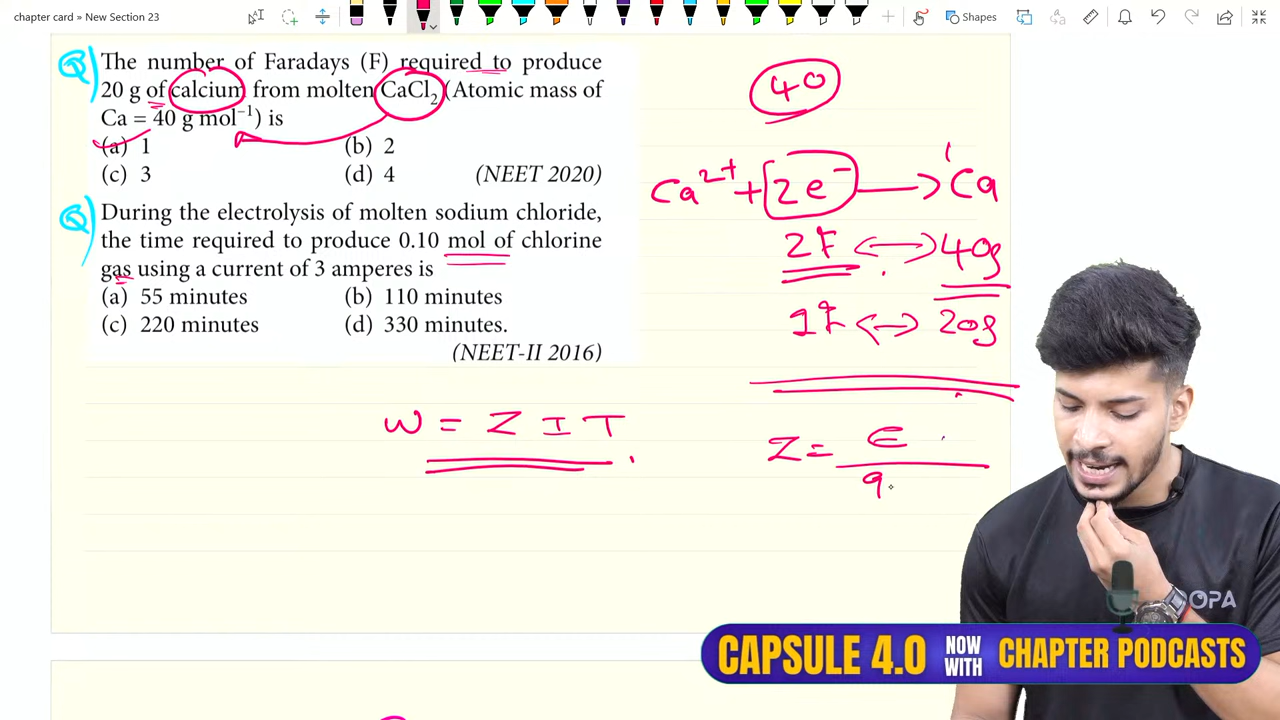 chapter card » New Section 23
Shapes
Q) The number of Faradays (F) required to produce
20 g of calcium from molten CaCl₂ (Atomic mass of
Ca = 40 g mol⁻¹) is
(a) 1 (b) 2
(c) 3 (d) 4 (NEET 2020)
Q) During the electrolysis of molten sodium chloride,
the time required to produce 0.10 mol of chlorine
gas using a current of 3 amperes is
(a) 55 minutes (b) 110 minutes
(c) 220 minutes (d) 330 minutes.
(NEET-II 2016)
40
Ca²⁺ + 2e⁻ → Ca
2F ↔ 40g
1F ↔ 20g
W = Z I T
Z = E
9
OOPA
CAPSULE 4.0 NOW WITH CHAPTER PODCASTS